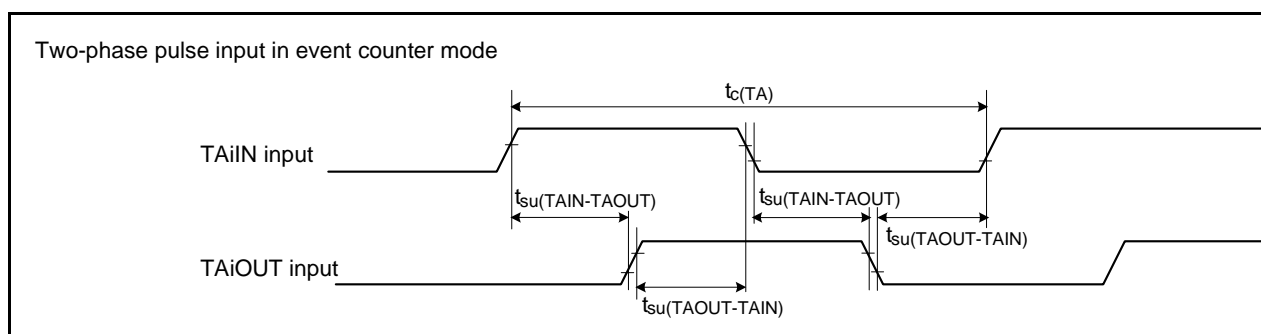 Two-phase pulse input in event counter mode
tc(TA)
TAiIN input
tsu(TAIN-TAOUT)
tsu(TAIN-TAOUT)
tsu(TAOUT-TAIN)
TAiOUT input
tsu(TAOUT-TAIN)